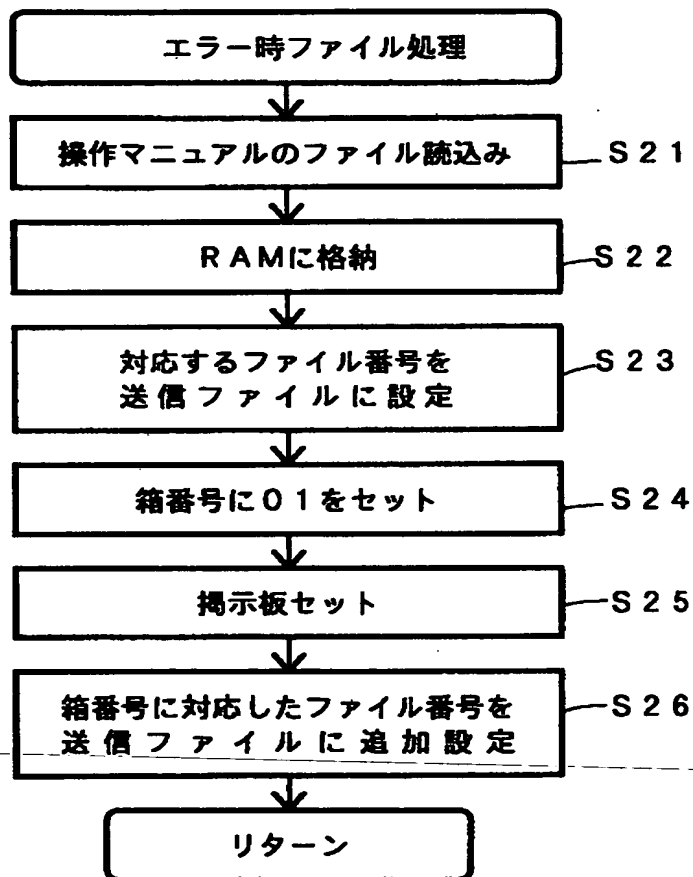 エラー時ファイル処理
操作マニュアルのファイル読込み
S21
RAMに格納
S22
対応するファイル番号を
送信ファイルに設定
S23
箱番号に01をセット
S24
掲示板セット
S25
箱番号に対応したファイル番号を
送信ファイルに追加設定
S26
リターン